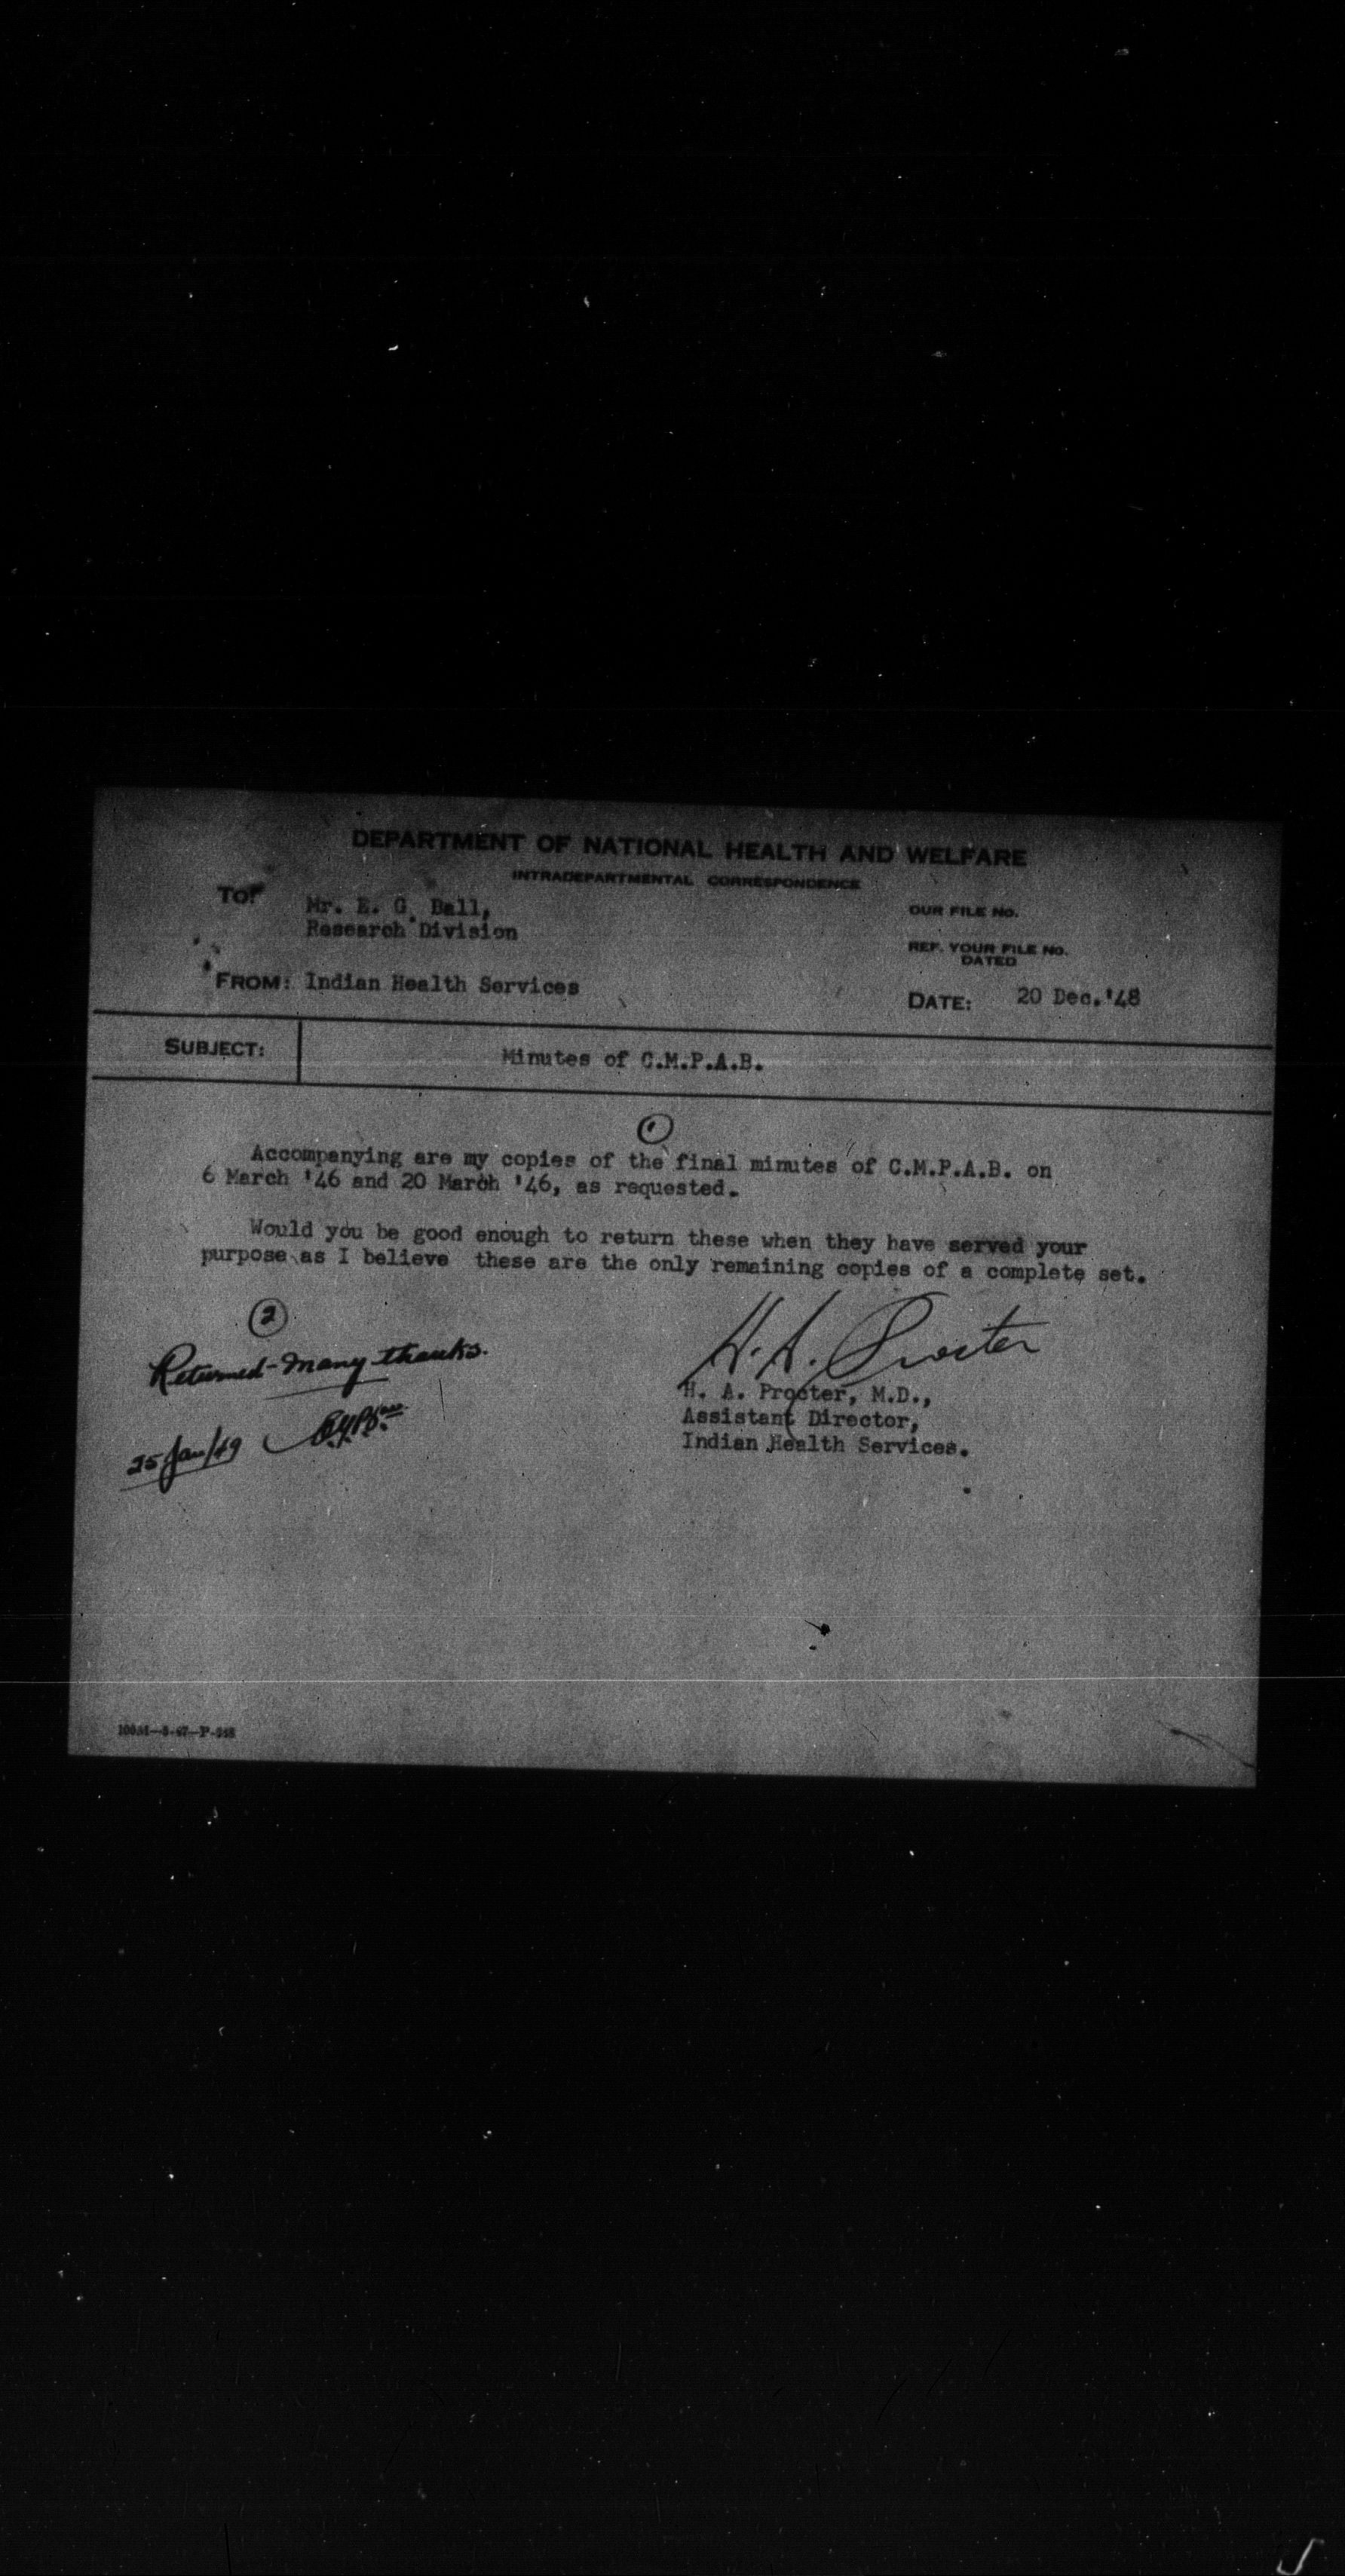 DEPARTMENT OF NATIONAL HEALTH AND WELFARE
INTRADEPARTMENTAL CORRESPONDENCE
TO:
Mr. E. G. Ball,
Research Division
OUR FILE NO.
REF. YOUR FILE NO.
DATED
FROM: Indian Health Services
DATE: 20 Dec. '48
SUBJECT: Minutes of C.M.P.A.B.
1
Accompanying are my copies of the final minutes of C.M.P.A.B. on
6 March '46 and 20 March '46, as requested.
Would you be good enough to return these when they have served your
purpose as I believe these are the only remaining copies of a complete set.
2
Returned - Many thanks.
25 Jan/49
H. A. Procter
H. A. Procter, M.D.,
Assistant Director,
Indian Health Services.